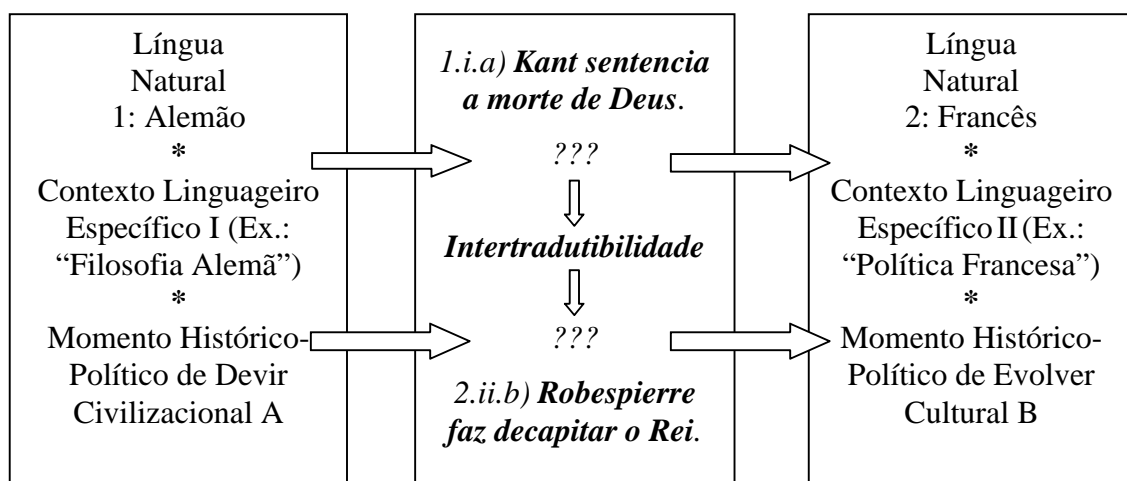 Língua
Natural
1: Alemão
*
Contexto Linguageiro
Específico I (Ex.:
“Filosofia Alemã”)
*
Momento Histórico-
Político de Devir
Civilizacional A
1.i.a) Kant sentencia
a morte de Deus.
???
Intertradutibilidade
???
2.ii.b) Robespierre
faz decapitar o Rei.
Língua
Natural
2: Francês
*
Contexto Linguageiro
Específico II (Ex.:
“Política Francesa”)
*
Momento Histórico-
Político de Evolver
Cultural B